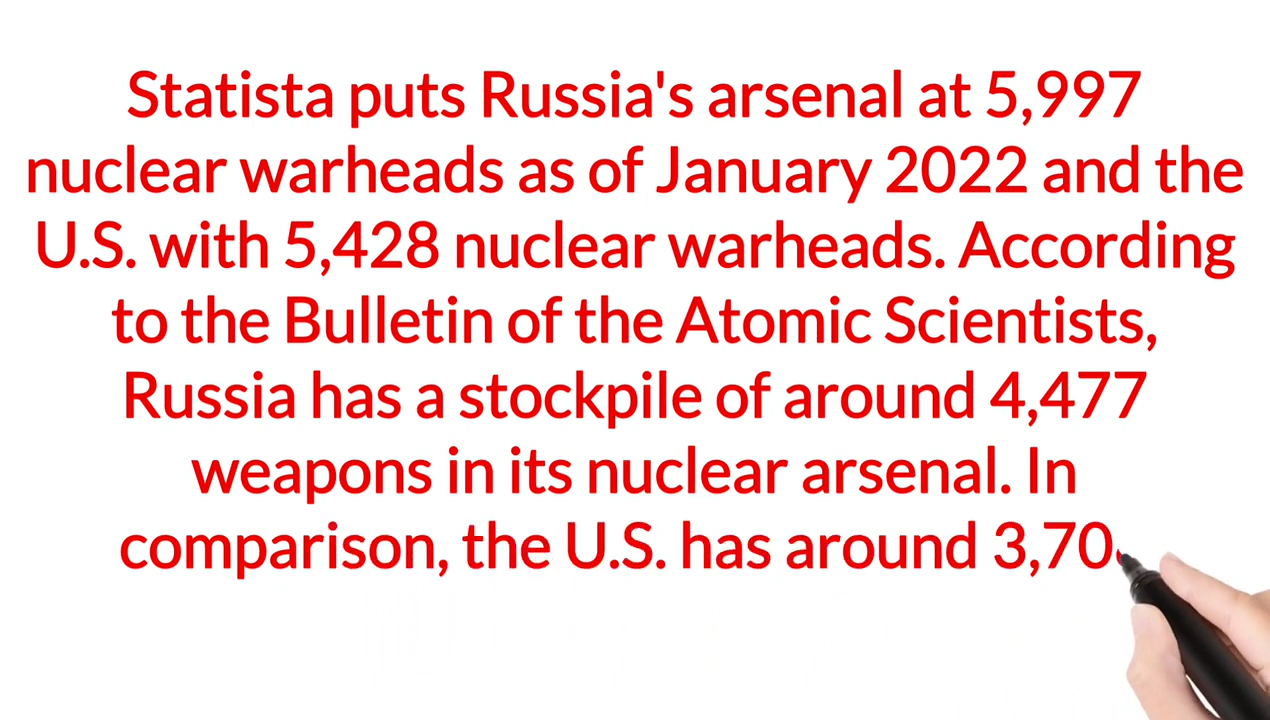 Statista puts Russia's arsenal at 5,997
nuclear warheads as of January 2022 and the
U.S. with 5,428 nuclear warheads. According
to the Bulletin of the Atomic Scientists,
Russia has a stockpile of around 4,477
weapons in its nuclear arsenal. In
comparison, the U.S. has around 3,70